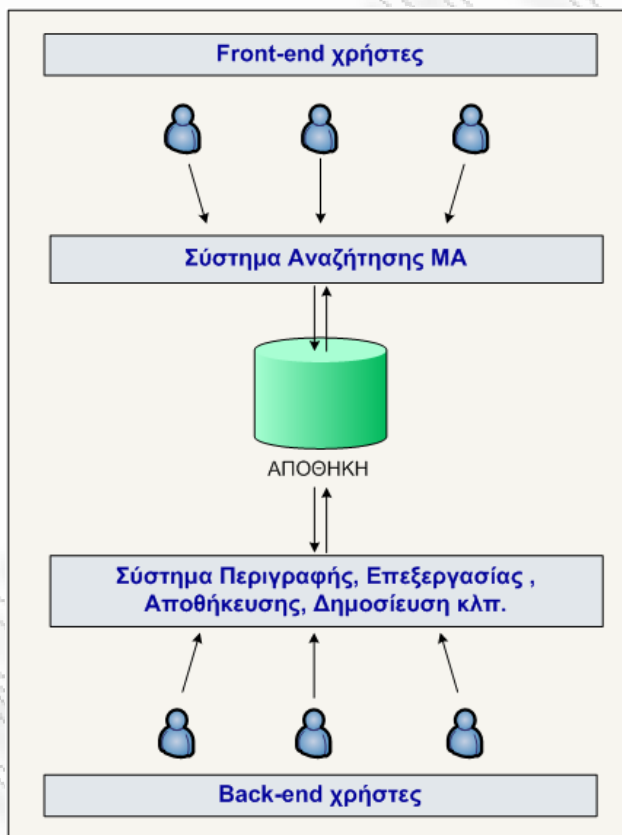 Front-end χρήστες
Σύστημα Αναζήτησης ΜΑ
ΑΠΟΘΗΚΗ
Σύστημα Περιγραφής, Επεξεργασίας ,
Αποθήκευσης, Δημοσίευση κλπ.
Back-end χρήστες